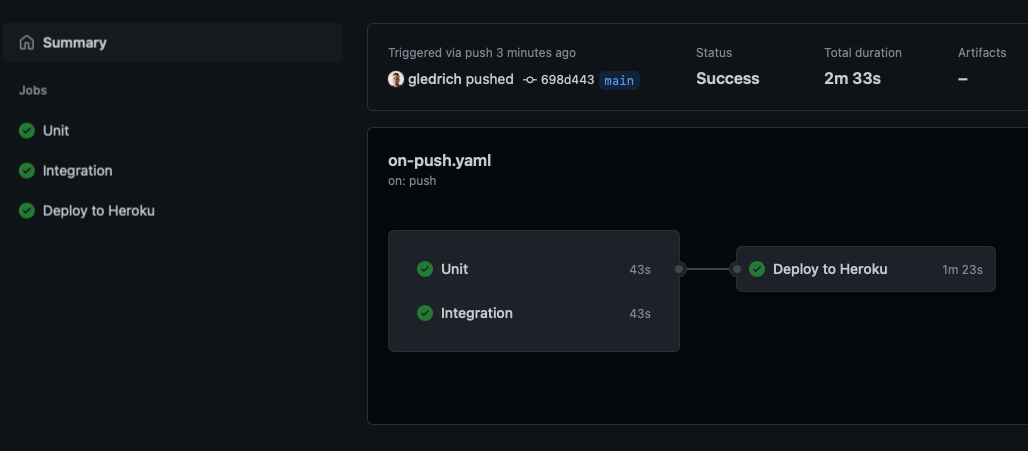 Summary
Jobs
Unit
Integration
Deploy to Heroku
Triggered via push 3 minutes ago
gledrich pushed 698d443 main
Status
Success
Total duration
2m 33s
Artifacts
–
on-push.yaml
on: push
Unit 43s
Integration 43s
Deploy to Heroku 1m 23s